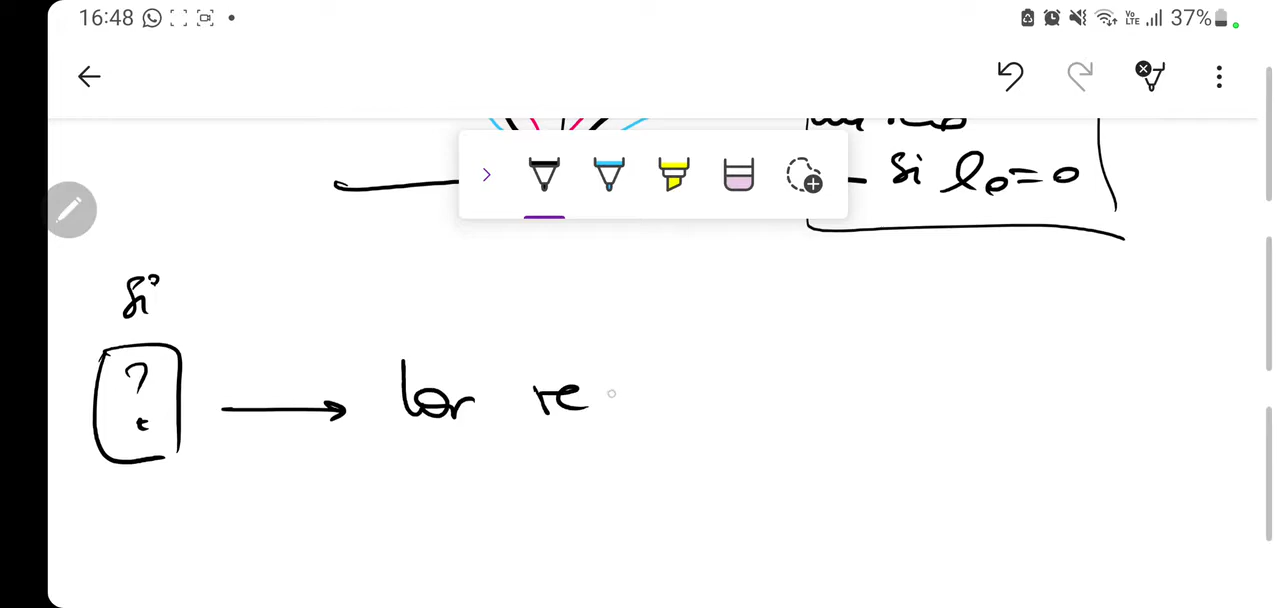 16:48 37%
si l₀=0
si
?
→ lor re